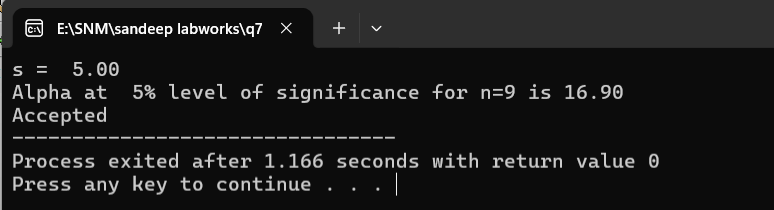 E:\SNM\sandeep labworks\q7
s =  5.00
Alpha at  5% level of significance for n=9 is 16.90
Accepted
--------------------------------
Process exited after 1.166 seconds with return value 0
Press any key to continue . . .